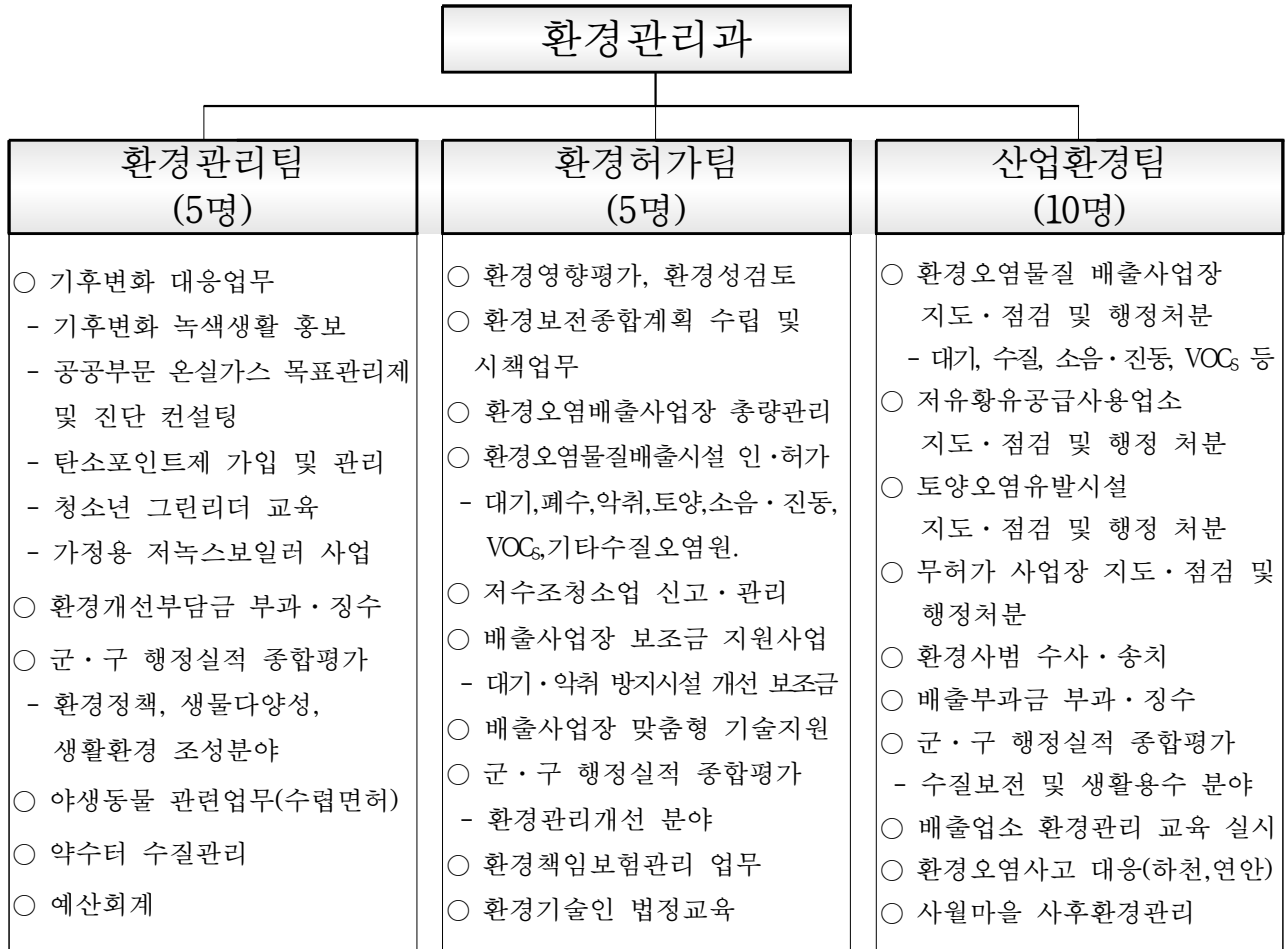 환경관리과
환경관리팀
(5명)
○ 기후변화 대응업무
- 기후변화 녹색생활 홍보
- 공공부문 온실가스 목표관리제
및 진단 컨설팅
- 탄소포인트제 가입 및 관리
- 청소년 그린리더 교육
- 가정용 저녹스보일러 사업
○ 환경개선부담금 부과·징수
○ 군·구 행정실적 종합평가
- 환경정책, 생물다양성,
생활환경 조성분야
○ 야생동물 관련업무(수렵면허)
○ 약수터 수질관리
○ 예산회계
환경허가팀
(5명)
○ 환경영향평가, 환경성검토
○ 환경보전종합계획 수립 및
시책업무
○ 환경오염배출사업장 총량관리
○ 환경오염물질배출시설 인·허가
- 대기,폐수,악취,토양,소음·진동,
VOCs,기타수질오염원.
○ 저수조청소업 신고·관리
○ 배출사업장 보조금 지원사업
- 대기·악취 방지시설 개선 보조금
○ 배출사업장 맞춤형 기술지원
○ 군·구 행정실적 종합평가
- 환경관리개선 분야
○ 환경책임보험관리 업무
○ 환경기술인 법정교육
산업환경팀
(10명)
○ 환경오염물질 배출사업장
지도·점검 및 행정처분
- 대기, 수질, 소음·진동, VOCs 등
○ 저유황유공급사용업소
지도·점검 및 행정 처분
○ 토양오염유발시설
지도·점검 및 행정 처분
○ 무허가 사업장 지도·점검 및
행정처분
○ 환경사범 수사·송치
○ 배출부과금 부과·징수
○ 군·구 행정실적 종합평가
- 수질보전 및 생활용수 분야
○ 배출업소 환경관리 교육 실시
○ 환경오염사고 대응(하천,연안)
○ 사월마을 사후환경관리